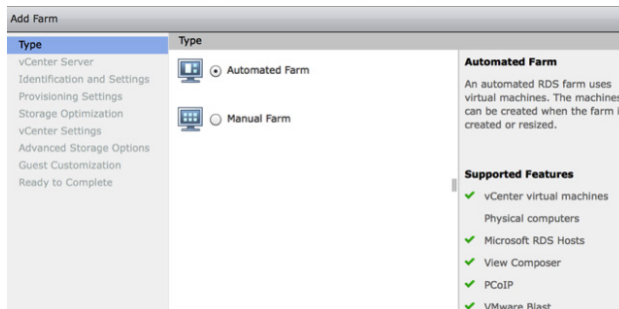 Add Farm
Type
vCenter Server
Identification and Settings
Provisioning Settings
Storage Optimization
vCenter Settings
Advanced Storage Options
Guest Customization
Ready to Complete
Type
Automated Farm
Manual Farm
Automated Farm
An automated RDS farm uses
virtual machines. The machines
can be created when the farm i
created or resized.
Supported Features
vCenter virtual machines
Physical computers
Microsoft RDS Hosts
View Composer
PCoIP
VMware Blast